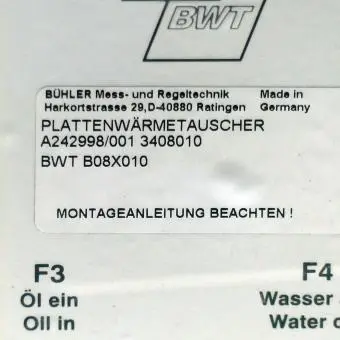 BWT
BÜHLER Mess- und Regeltechnik Made in
Harkortstrasse 29,D-40880 Ratingen Germany
PLATTENWÄRMETAUSCHER
A242998/001 3408010
BWT B08X010
MONTAGEANLEITUNG BEACHTEN !
F3 F4
Öl ein Wasser
Oll in Water